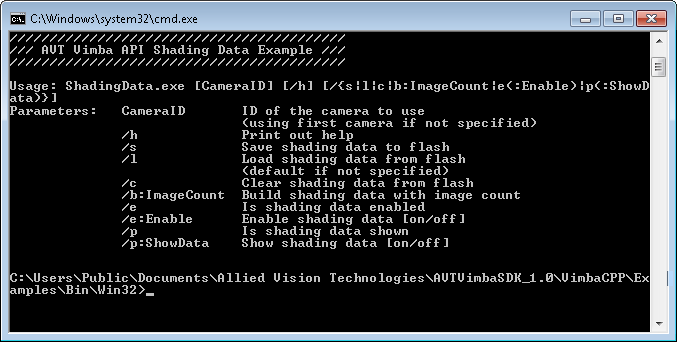 C:\Windows\system32\cmd.exe
//////////////////////////////////////////
/// AVT Vimba API Shading Data Example ///
//////////////////////////////////////////
Usage: ShadingData.exe [CameraID] [/h] [/{s|l|c|b:ImageCount|e(:Enable)|p(:ShowD
ata)}]
Parameters:   CameraID       ID of the camera to use
                             (using first camera if not specified)
              /h             Print out help
              /s             Save shading data to flash
              /l             Load shading data from flash
                             (default if not specified)
              /c             Clear shading data from flash
              /b:ImageCount  Build shading data with image count
              /e             Is shading data enabled
              /e:Enable      Enable shading data [on/off]
              /p             Is shading data shown
              /p:ShowData    Show shading data [on/off]
C:\Users\Public\Documents\Allied Vision Technologies\AVTVimbaSDK_1.0\VimbaCPP\Ex
amples\Bin\Win32>_